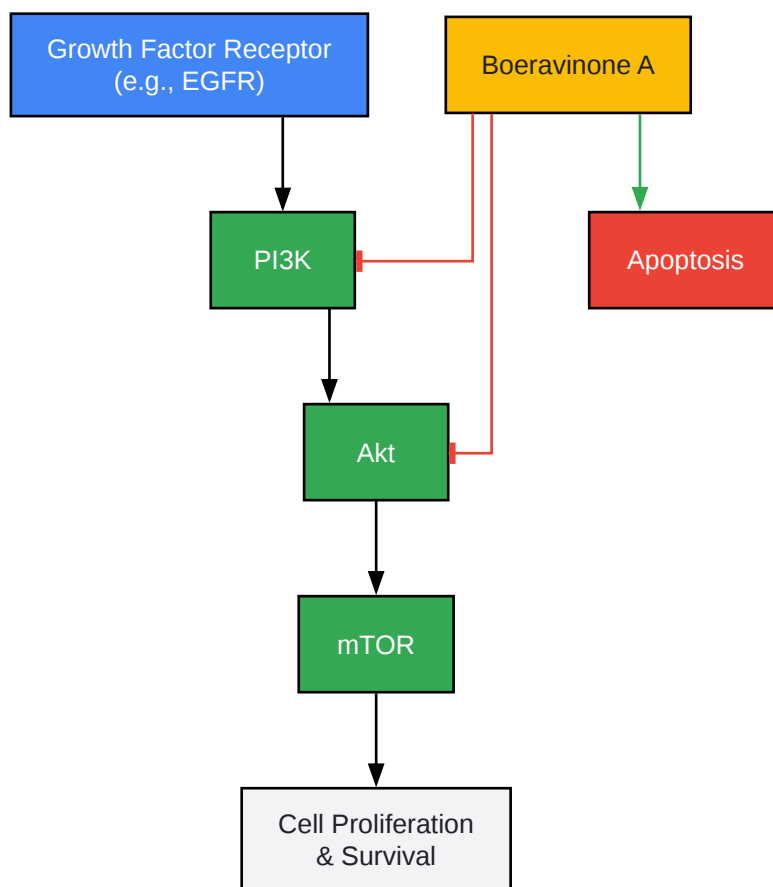 Growth Factor Receptor
(e.g., EGFR)
Boeravinone A
PI3K
Apoptosis
Akt
mTOR
Cell Proliferation
& Survival